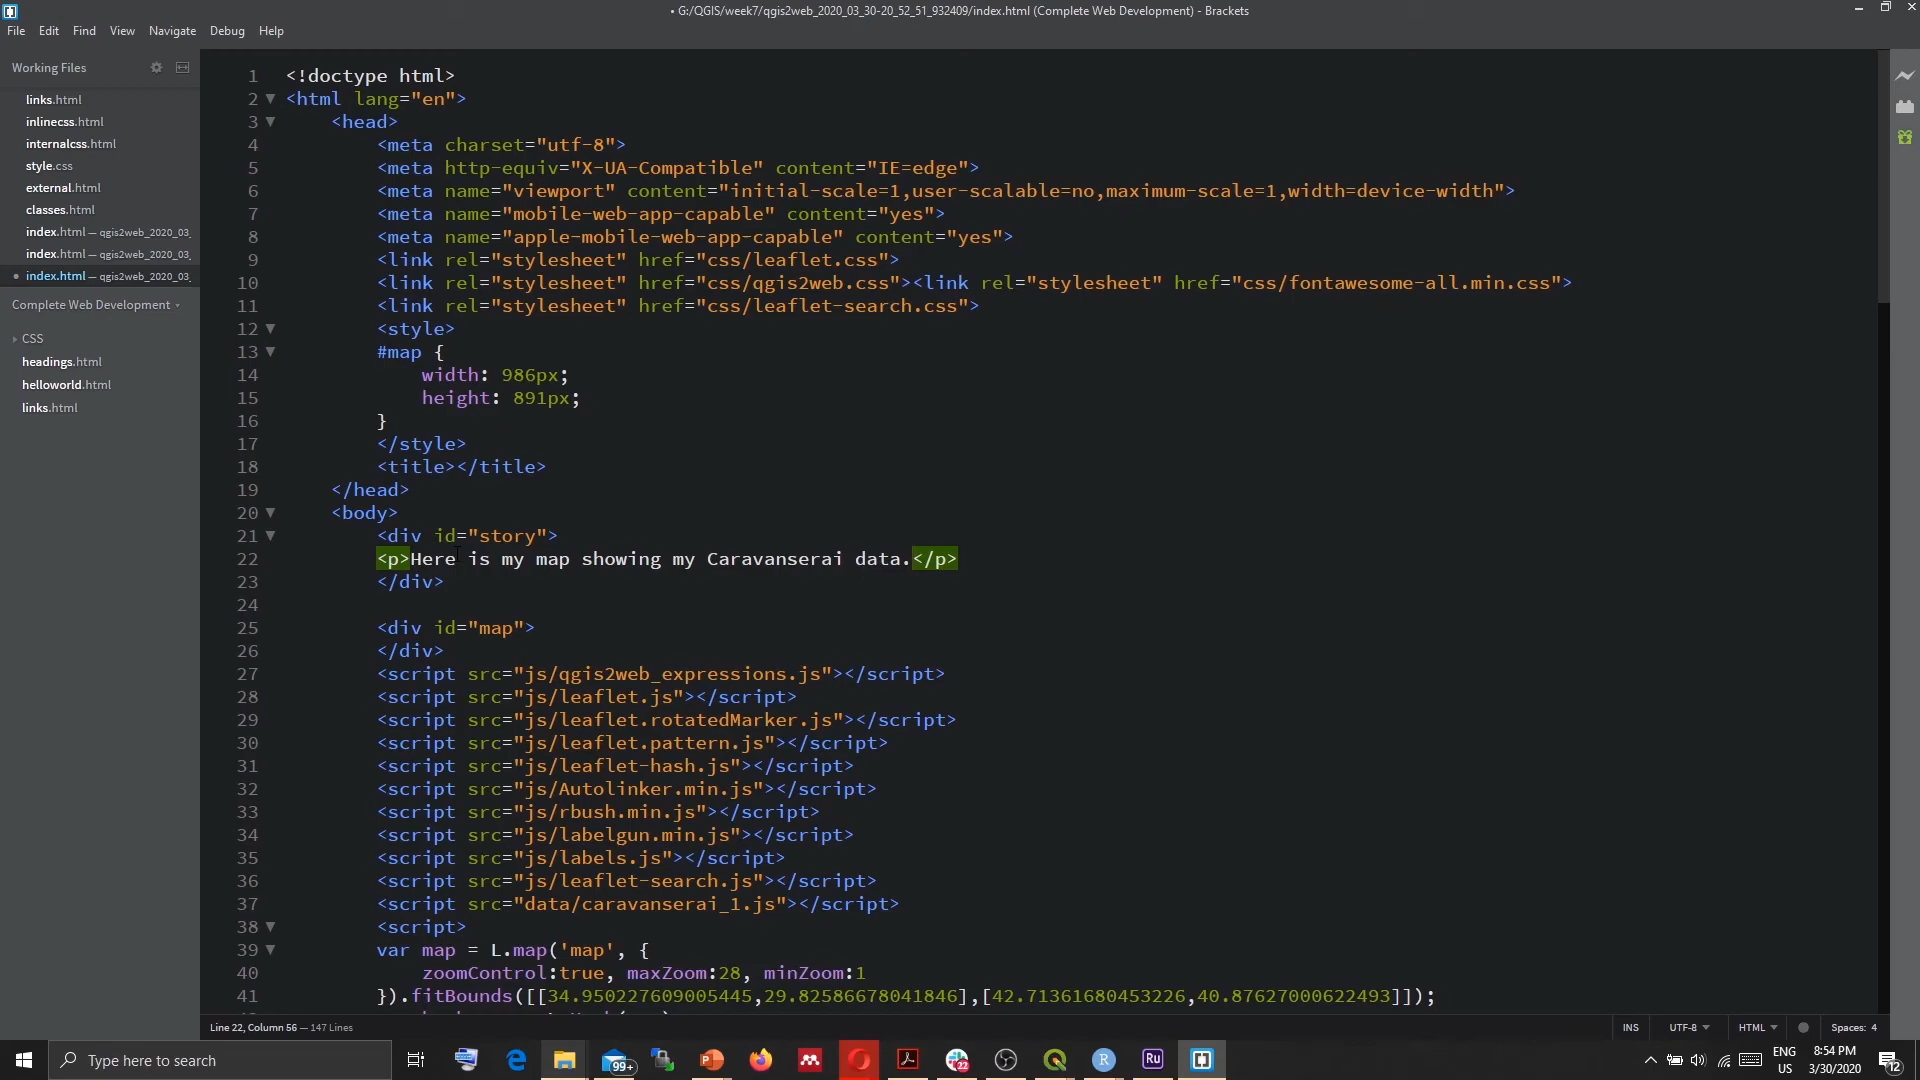 • G:/QGIS/week7/qgis2web_2020_03_30-20_52_51_932409/index.html (Complete Web Development) - Brackets
File Edit Find View Navigate Debug Help
Working Files
links.html
inlinecss.html
internalcss.html
style.css
external.html
classes.html
index.html — qgis2web_2020_03_
index.html — qgis2web_2020_03_
• index.html — qgis2web_2020_03_
Complete Web Development
CSS
headings.html
helloworld.html
links.html
1 <!doctype html>
2 <html lang="en">
3 <head>
4 <meta charset="utf-8">
5 <meta http-equiv="X-UA-Compatible" content="IE=edge">
6 <meta name="viewport" content="initial-scale=1,user-scalable=no,maximum-scale=1,width=device-width">
7 <meta name="mobile-web-app-capable" content="yes">
8 <meta name="apple-mobile-web-app-capable" content="yes">
9 <link rel="stylesheet" href="css/leaflet.css">
10 <link rel="stylesheet" href="css/qgis2web.css"><link rel="stylesheet" href="css/fontawesome-all.min.css">
11 <link rel="stylesheet" href="css/leaflet-search.css">
12 <style>
13 #map {
14 width: 986px;
15 height: 891px;
16 }
17 </style>
18 <title></title>
19 </head>
20 <body>
21 <div id="story">
22 <p>Here is my map showing my Caravanserai data.</p>
23 </div>
24
25 <div id="map">
26 </div>
27 <script src="js/qgis2web_expressions.js"></script>
28 <script src="js/leaflet.js"></script>
29 <script src="js/leaflet.rotatedMarker.js"></script>
30 <script src="js/leaflet.pattern.js"></script>
31 <script src="js/leaflet-hash.js"></script>
32 <script src="js/Autolinker.min.js"></script>
33 <script src="js/rbush.min.js"></script>
34 <script src="js/labelgun.min.js"></script>
35 <script src="js/labels.js"></script>
36 <script src="js/leaflet-search.js"></script>
37 <script src="data/caravanserai_1.js"></script>
38 <script>
39 var map = L.map('map', {
40 zoomControl:true, maxZoom:28, minZoom:1
41 }).fitBounds([[34.950227609005445,29.82586678041846],[42.71361680453226,40.87627000622493]]);
Line 22, Column 56 — 147 Lines
INS UTF-8 HTML Spaces: 4
Type here to search
99+
22
R
Ru
ENG
US
8:54 PM
3/30/2020
12